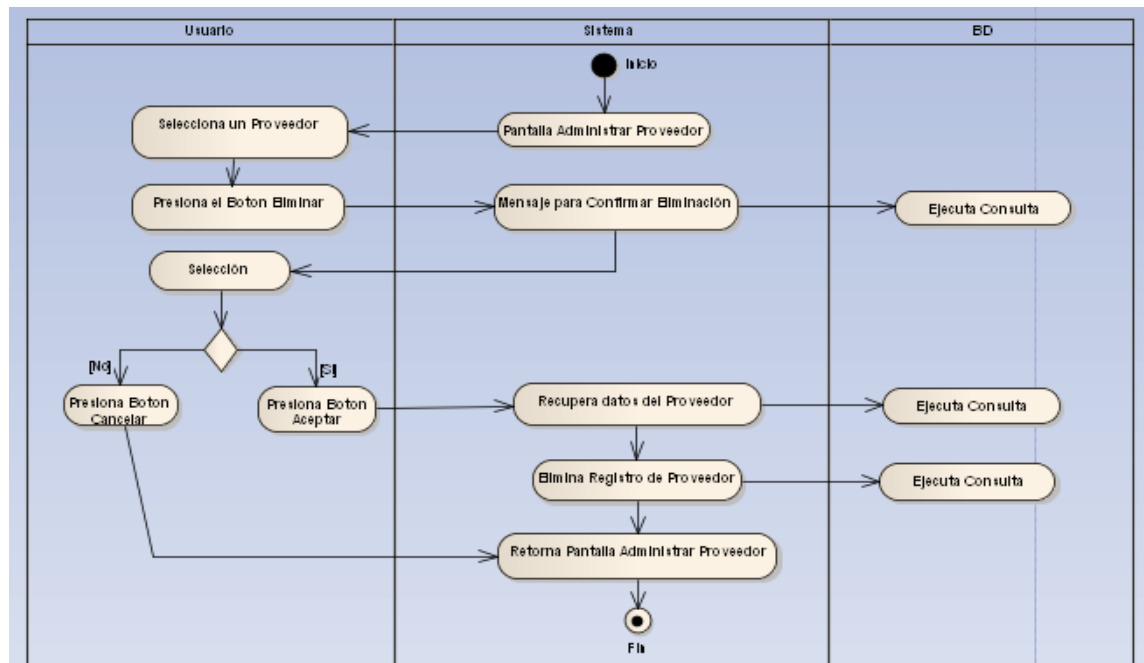 Usuario
Sistema
BD
Inicio
Selecciona un Proveedor
Pantalla Administrar Proveedor
Presiona el Boton Eliminar
Mensaje para Confirmar Eliminación
Ejecuta Consulta
Selección
[No]
[Si]
Presiona Boton
Cancelar
Presiona Boton
Aceptar
Recupera datos del Proveedor
Ejecuta Consulta
Elimina Registro de Proveedor
Ejecuta Consulta
Retorna Pantalla Administrar Proveedor
Fin